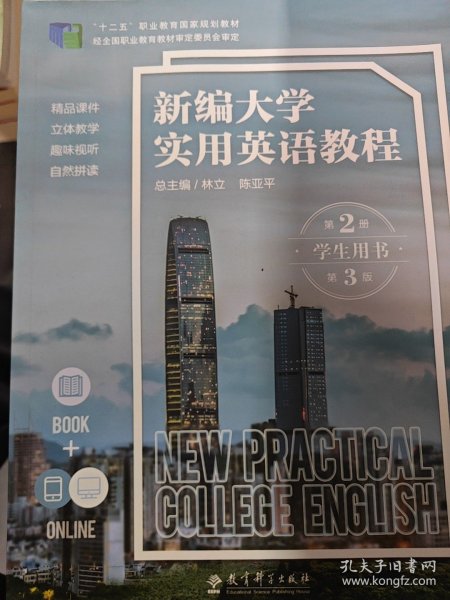 “十二五”职业教育国家规划教材
经全国职业教育教材审定委员会审定
精品课件
立体教学
趣味视听
自然拼读
新编大学
实用英语教程
总主编/林立 陈亚平
第2册
·学生用书·
第3版
BOOK
+
ONLINE
NEW PRACTICAL
COLLEGE ENGLISH
教育科学出版社
Educational Science Publishing House
孔夫子旧书网
www.kongfz.com